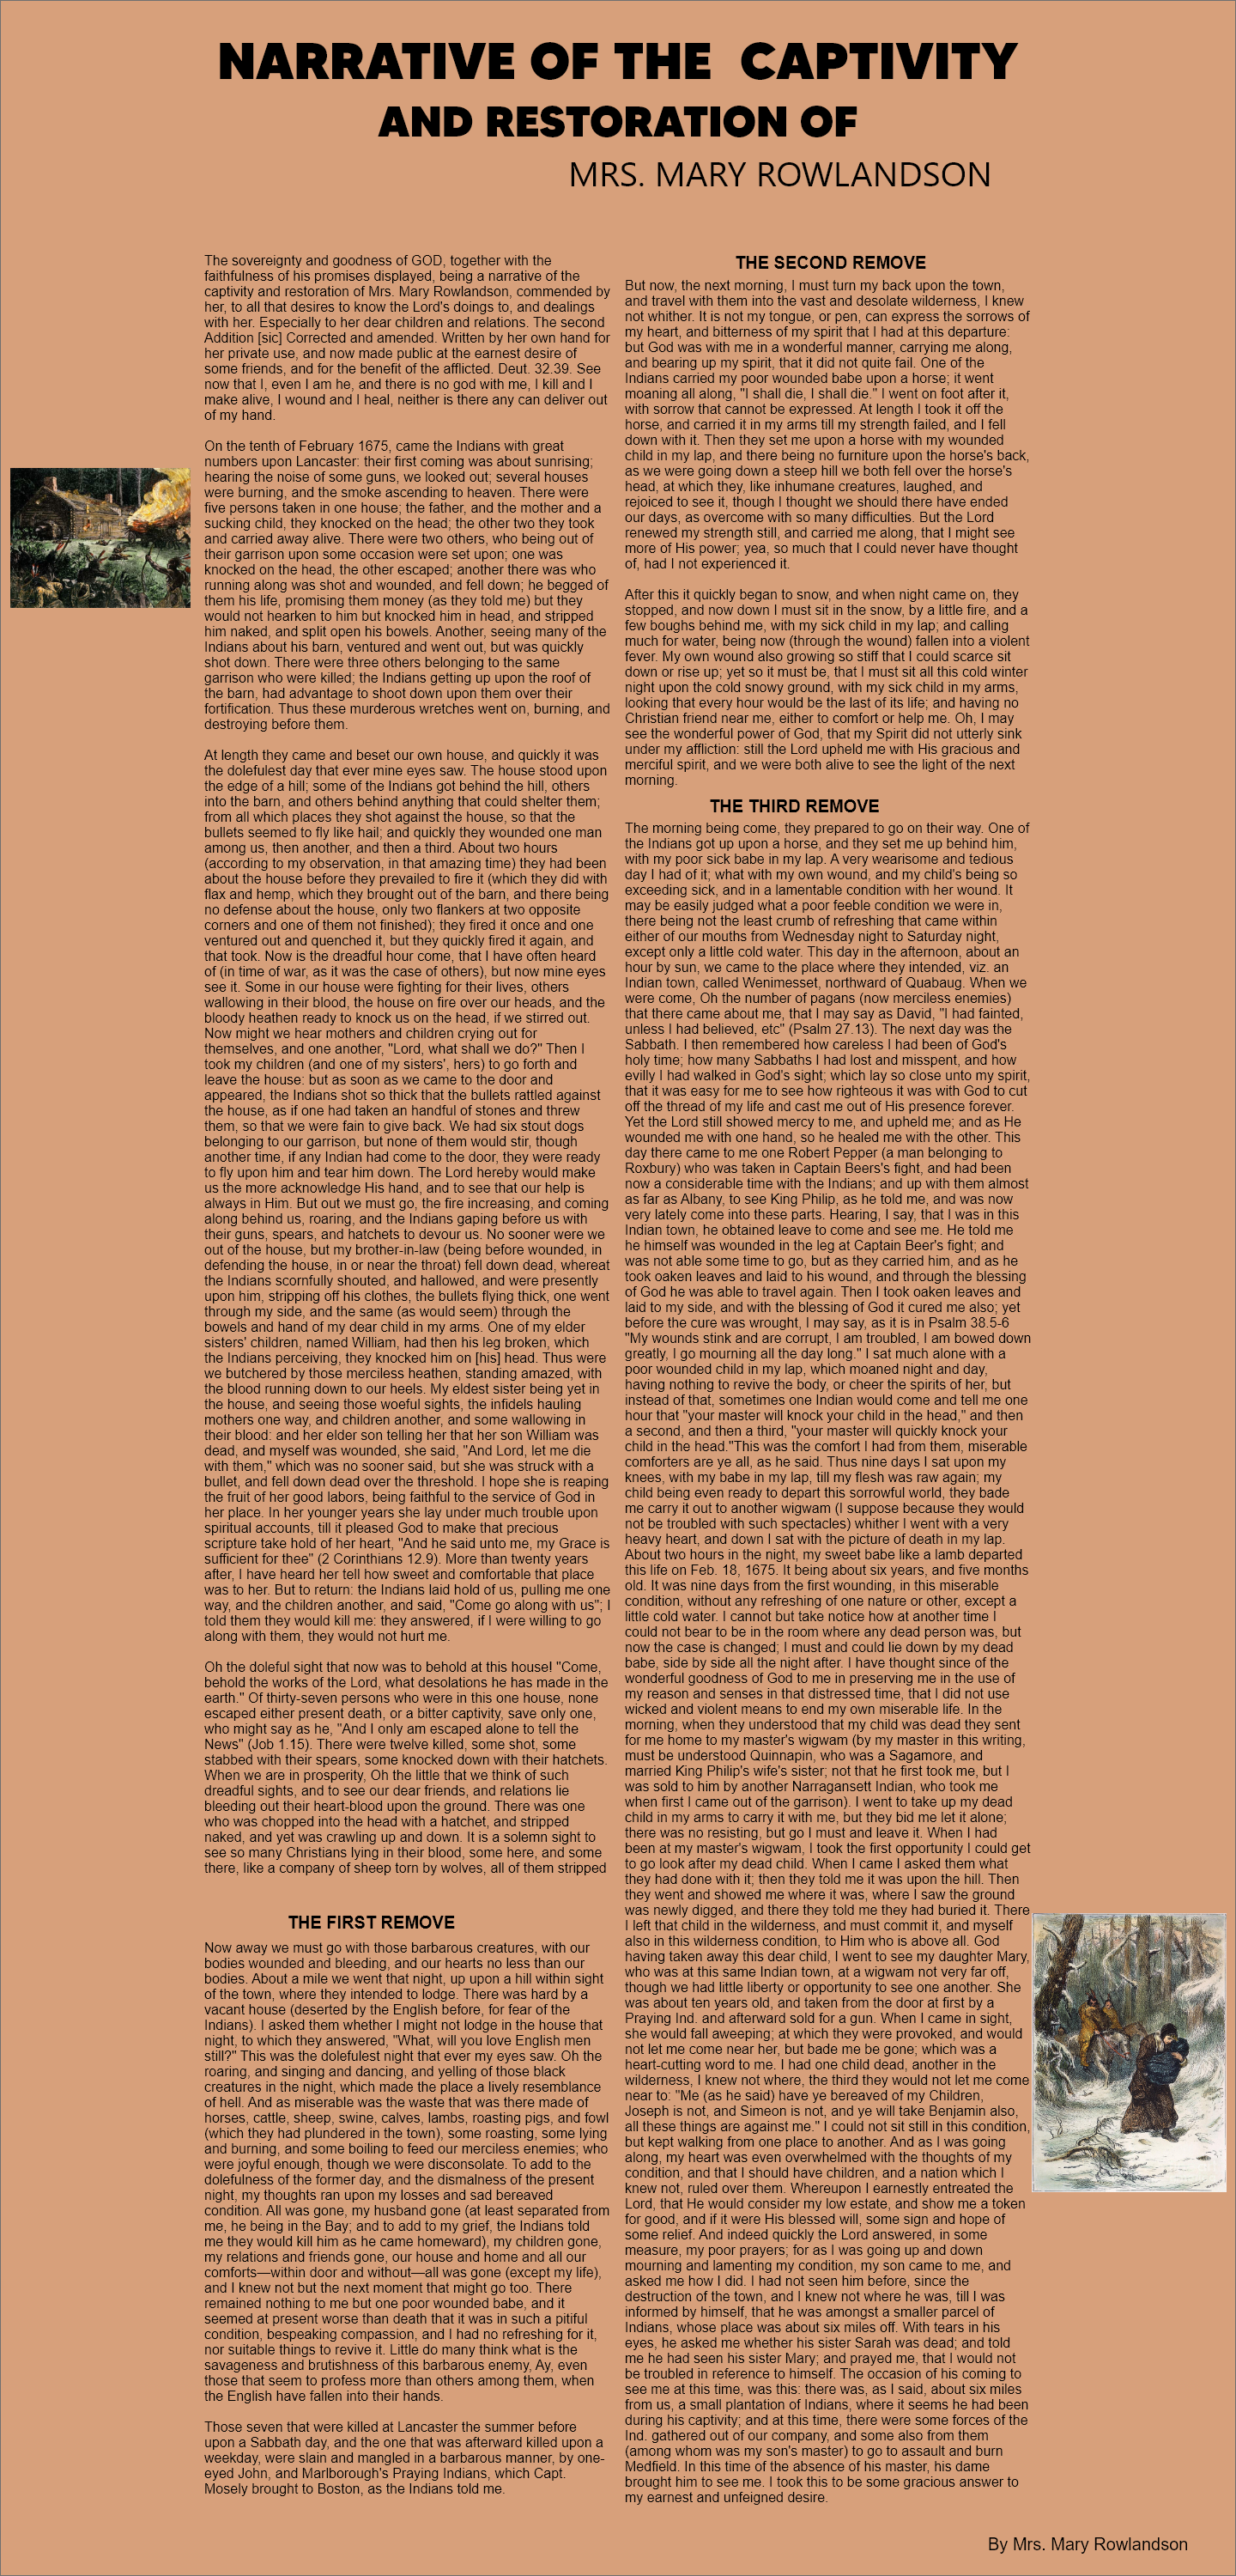 NARRATIVE OF THE CAPTIVITY
AND RESTORATION OF
MRS. MARY ROWLANDSON
The sovereignty and goodness of GOD, together with the
faithfulness of his promises displayed, being a narrative of the
captivity and restoration of Mrs. Mary Rowlandson, commended by
her, to all that desires to know the Lord's doings to, and dealings
with her. Especially to her dear children and relations. The second
Addition [sic] Corrected and amended. Written by her own hand for
her private use, and now made public at the earnest desire of
some friends, and for the benefit of the afflicted. Deut. 32.39. See
now that I, even I am he, and there is no god with me, I kill and I
make alive, I wound and I heal, neither is there any can deliver out
of my hand.
On the tenth of February 1675, came the Indians with great
numbers upon Lancaster: their first coming was about sunrising;
hearing the noise of some guns, we looked out; several houses
were burning, and the smoke ascending to heaven. There were
five persons taken in one house; the father, and the mother and a
sucking child, they knocked on the head; the other two they took
and carried away alive. There were two others, who being out of
their garrison upon some occasion were set upon; one was
knocked on the head, the other escaped; another there was who
running along was shot and wounded, and fell down; he begged of
them his life, promising them money (as they told me) but they
would not hearken to him but knocked him in head, and stripped
him naked, and split open his bowels. Another, seeing many of the
Indians about his barn, ventured and went out, but was quickly
shot down. There were three others belonging to the same
garrison who were killed; the Indians getting up upon the roof of
the barn, had advantage to shoot down upon them over their
fortification. Thus these murderous wretches went on, burning, and
destroying before them.
At length they came and beset our own house, and quickly it was
the dolefulest day that ever mine eyes saw. The house stood upon
the edge of a hill; some of the Indians got behind the hill, others
into the barn, and others behind anything that could shelter them;
from all which places they shot against the house, so that the
bullets seemed to fly like hail; and quickly they wounded one man
among us, then another, and then a third. About two hours
(according to my observation, in that amazing time) they had been
about the house before they prevailed to fire it (which they did with
flax and hemp, which they brought out of the barn, and there being
no defense about the house, only two flankers at two opposite
corners and one of them not finished); they fired it once and one
ventured out and quenched it, but they quickly fired it again, and
that took. Now is the dreadful hour come, that I have often heard
of (in time of war, as it was the case of others), but now mine eyes
see it. Some in our house were fighting for their lives, others
wallowing in their blood, the house on fire over our heads, and the
bloody heathen ready to knock us on the head, if we stirred out.
Now might we hear mothers and children crying out for
themselves, and one another, "Lord, what shall we do?" Then I
took my children (and one of my sisters', hers) to go forth and
leave the house: but as soon as we came to the door and
appeared, the Indians shot so thick that the bullets rattled against
the house, as if one had taken an handful of stones and threw
them, so that we were fain to give back. We had six stout dogs
belonging to our garrison, but none of them would stir, though
another time, if any Indian had come to the door, they were ready
to fly upon him and tear him down. The Lord hereby would make
us the more acknowledge His hand, and to see that our help is
always in Him. But out we must go, the fire increasing, and coming
along behind us, roaring, and the Indians gaping before us with
their guns, spears, and hatchets to devour us. No sooner were we
out of the house, but my brother-in-law (being before wounded, in
defending the house, in or near the throat) fell down dead, whereat
the Indians scornfully shouted, and hallowed, and were presently
upon him, stripping off his clothes, the bullets flying thick, one went
through my side, and the same (as would seem) through the
bowels and hand of my dear child in my arms. One of my elder
sisters' children, named William, had then his leg broken, which
the Indians perceiving, they knocked him on [his] head. Thus were
we butchered by those merciless heathen, standing amazed, with
the blood running down to our heels. My eldest sister being yet in
the house, and seeing those woeful sights, the infidels hauling
mothers one way, and children another, and some wallowing in
their blood: and her elder son telling her that her son William was
dead, and myself was wounded, she said, "And Lord, let me die
with them," which was no sooner said, but she was struck with a
bullet, and fell down dead over the threshold. I hope she is reaping
the fruit of her good labors, being faithful to the service of God in
her place. In her younger years she lay under much trouble upon
spiritual accounts, till it pleased God to make that precious
scripture take hold of her heart, "And he said unto me, my Grace is
sufficient for thee" (2 Corinthians 12.9). More than twenty years
after, I have heard her tell how sweet and comfortable that place
was to her. But to return: the Indians laid hold of us, pulling me one
way, and the children another, and said, "Come go along with us"; I
told them they would kill me: they answered, if I were willing to go
along with them, they would not hurt me.
Oh the doleful sight that now was to behold at this house! "Come,
behold the works of the Lord, what desolations he has made in the
earth." Of thirty-seven persons who were in this one house, none
escaped either present death, or a bitter captivity, save only one,
who might say as he, "And I only am escaped alone to tell the
News" (Job 1.15). There were twelve killed, some shot, some
stabbed with their spears, some knocked down with their hatchets.
When we are in prosperity, Oh the little that we think of such
dreadful sights, and to see our dear friends, and relations lie
bleeding out their heart-blood upon the ground. There was one
who was chopped into the head with a hatchet, and stripped
naked, and yet was crawling up and down. It is a solemn sight to
see so many Christians lying in their blood, some here, and some
there, like a company of sheep torn by wolves, all of them stripped
THE FIRST REMOVE
Now away we must go with those barbarous creatures, with our
bodies wounded and bleeding, and our hearts no less than our
bodies. About a mile we went that night, up upon a hill within sight
of the town, where they intended to lodge. There was hard by a
vacant house (deserted by the English before, for fear of the
Indians). I asked them whether I might not lodge in the house that
night, to which they answered, "What, will you love English men
still?" This was the dolefulest night that ever my eyes saw. Oh the
roaring, and singing and dancing, and yelling of those black
creatures in the night, which made the place a lively resemblance
of hell. And as miserable was the waste that was there made of
horses, cattle, sheep, swine, calves, lambs, roasting pigs, and fowl
(which they had plundered in the town), some roasting, some lying
and burning, and some boiling to feed our merciless enemies; who
were joyful enough, though we were disconsolate. To add to the
dolefulness of the former day, and the dismalness of the present
night, my thoughts ran upon my losses and sad bereaved
condition. All was gone, my husband gone (at least separated from
me, he being in the Bay; and to add to my grief, the Indians told
me they would kill him as he came homeward), my children gone,
my relations and friends gone, our house and home and all our
comforts—within door and without—all was gone (except my life),
and I knew not but the next moment that might go too. There
remained nothing to me but one poor wounded babe, and it
seemed at present worse than death that it was in such a pitiful
condition, bespeaking compassion, and I had no refreshing for it,
nor suitable things to revive it. Little do many think what is the
savageness and brutishness of this barbarous enemy, Ay, even
those that seem to profess more than others among them, when
the English have fallen into their hands.
Those seven that were killed at Lancaster the summer before
upon a Sabbath day, and the one that was afterward killed upon a
weekday, were slain and mangled in a barbarous manner, by one-
eyed John, and Marlborough's Praying Indians, which Capt.
Mosely brought to Boston, as the Indians told me.
THE SECOND REMOVE
But now, the next morning, I must turn my back upon the town,
and travel with them into the vast and desolate wilderness, I knew
not whither. It is not my tongue, or pen, can express the sorrows of
my heart, and bitterness of my spirit that I had at this departure:
but God was with me in a wonderful manner, carrying me along,
and bearing up my spirit, that it did not quite fail. One of the
Indians carried my poor wounded babe upon a horse; it went
moaning all along, "I shall die, I shall die." I went on foot after it,
with sorrow that cannot be expressed. At length I took it off the
horse, and carried it in my arms till my strength failed, and I fell
down with it. Then they set me upon a horse with my wounded
child in my lap, and there being no furniture upon the horse's back,
as we were going down a steep hill we both fell over the horse's
head, at which they, like inhumane creatures, laughed, and
rejoiced to see it, though I thought we should there have ended
our days, as overcome with so many difficulties. But the Lord
renewed my strength still, and carried me along, that I might see
more of His power; yea, so much that I could never have thought
of, had I not experienced it.
After this it quickly began to snow, and when night came on, they
stopped, and now down I must sit in the snow, by a little fire, and a
few boughs behind me, with my sick child in my lap; and calling
much for water, being now (through the wound) fallen into a violent
fever. My own wound also growing so stiff that I could scarce sit
down or rise up; yet so it must be, that I must sit all this cold winter
night upon the cold snowy ground, with my sick child in my arms,
looking that every hour would be the last of its life; and having no
Christian friend near me, either to comfort or help me. Oh, I may
see the wonderful power of God, that my Spirit did not utterly sink
under my affliction: still the Lord upheld me with His gracious and
merciful spirit, and we were both alive to see the light of the next
morning.
THE THIRD REMOVE
The morning being come, they prepared to go on their way. One of
the Indians got up upon a horse, and they set me up behind him,
with my poor sick babe in my lap. A very wearisome and tedious
day I had of it; what with my own wound, and my child's being so
exceeding sick, and in a lamentable condition with her wound. It
may be easily judged what a poor feeble condition we were in,
there being not the least crumb of refreshing that came within
either of our mouths from Wednesday night to Saturday night,
except only a little cold water. This day in the afternoon, about an
hour by sun, we came to the place where they intended, viz. an
Indian town, called Wenimesset, northward of Quabaug. When we
were come, Oh the number of pagans (now merciless enemies)
that there came about me, that I may say as David, "I had fainted,
unless I had believed, etc" (Psalm 27.13). The next day was the
Sabbath. I then remembered how careless I had been of God's
holy time; how many Sabbaths I had lost and misspent, and how
evilly I had walked in God's sight; which lay so close unto my spirit,
that it was easy for me to see how righteous it was with God to cut
off the thread of my life and cast me out of His presence forever.
Yet the Lord still showed mercy to me, and upheld me; and as He
wounded me with one hand, so he healed me with the other. This
day there came to me one Robert Pepper (a man belonging to
Roxbury) who was taken in Captain Beers's fight, and had been
now a considerable time with the Indians; and up with them almost
as far as Albany, to see King Philip, as he told me, and was now
very lately come into these parts. Hearing, I say, that I was in this
Indian town, he obtained leave to come and see me. He told me
he himself was wounded in the leg at Captain Beer's fight; and
was not able some time to go, but as they carried him, and as he
took oaken leaves and laid to his wound, and through the blessing
of God he was able to travel again. Then I took oaken leaves and
laid to my side, and with the blessing of God it cured me also; yet
before the cure was wrought, I may say, as it is in Psalm 38.5-6
"My wounds stink and are corrupt, I am troubled, I am bowed down
greatly, I go mourning all the day long." I sat much alone with a
poor wounded child in my lap, which moaned night and day,
having nothing to revive the body, or cheer the spirits of her, but
instead of that, sometimes one Indian would come and tell me one
hour that "your master will knock your child in the head," and then
a second, and then a third, "your master will quickly knock your
child in the head."This was the comfort I had from them, miserable
comforters are ye all, as he said. Thus nine days I sat upon my
knees, with my babe in my lap, till my flesh was raw again; my
child being even ready to depart this sorrowful world, they bade
me carry it out to another wigwam (I suppose because they would
not be troubled with such spectacles) whither I went with a very
heavy heart, and down I sat with the picture of death in my lap.
About two hours in the night, my sweet babe like a lamb departed
this life on Feb. 18, 1675. It being about six years, and five months
old. It was nine days from the first wounding, in this miserable
condition, without any refreshing of one nature or other, except a
little cold water. I cannot but take notice how at another time I
could not bear to be in the room where any dead person was, but
now the case is changed; I must and could lie down by my dead
babe, side by side all the night after. I have thought since of the
wonderful goodness of God to me in preserving me in the use of
my reason and senses in that distressed time, that I did not use
wicked and violent means to end my own miserable life. In the
morning, when they understood that my child was dead they sent
for me home to my master's wigwam (by my master in this writing,
must be understood Quinnapin, who was a Sagamore, and
married King Philip's wife's sister; not that he first took me, but I
was sold to him by another Narragansett Indian, who took me
when first I came out of the garrison). I went to take up my dead
child in my arms to carry it with me, but they bid me let it alone;
there was no resisting, but go I must and leave it. When I had
been at my master's wigwam, I took the first opportunity I could get
to go look after my dead child. When I came I asked them what
they had done with it; then they told me it was upon the hill. Then
they went and showed me where it was, where I saw the ground
was newly digged, and there they told me they had buried it. There
I left that child in the wilderness, and must commit it, and myself
also in this wilderness condition, to Him who is above all. God
having taken away this dear child, I went to see my daughter Mary,
who was at this same Indian town, at a wigwam not very far off,
though we had little liberty or opportunity to see one another. She
was about ten years old, and taken from the door at first by a
Praying Ind. and afterward sold for a gun. When I came in sight,
she would fall aweeping; at which they were provoked, and would
not let me come near her, but bade me be gone; which was a
heart-cutting word to me. I had one child dead, another in the
wilderness, I knew not where, the third they would not let me come
near to: "Me (as he said) have ye bereaved of my Children,
Joseph is not, and Simeon is not, and ye will take Benjamin also,
all these things are against me." I could not sit still in this condition,
but kept walking from one place to another. And as I was going
along, my heart was even overwhelmed with the thoughts of my
condition, and that I should have children, and a nation which I
knew not, ruled over them. Whereupon I earnestly entreated the
Lord, that He would consider my low estate, and show me a token
for good, and if it were His blessed will, some sign and hope of
some relief. And indeed quickly the Lord answered, in some
measure, my poor prayers; for as I was going up and down
mourning and lamenting my condition, my son came to me, and
asked me how I did. I had not seen him before, since the
destruction of the town, and I knew not where he was, till I was
informed by himself, that he was amongst a smaller parcel of
Indians, whose place was about six miles off. With tears in his
eyes, he asked me whether his sister Sarah was dead; and told
me he had seen his sister Mary; and prayed me, that I would not
be troubled in reference to himself. The occasion of his coming to
see me at this time, was this: there was, as I said, about six miles
from us, a small plantation of Indians, where it seems he had been
during his captivity; and at this time, there were some forces of the
Ind. gathered out of our company, and some also from them
(among whom was my son's master) to go to assault and burn
Medfield. In this time of the absence of his master, his dame
brought him to see me. I took this to be some gracious answer to
my earnest and unfeigned desire.
By Mrs. Mary Rowlandson